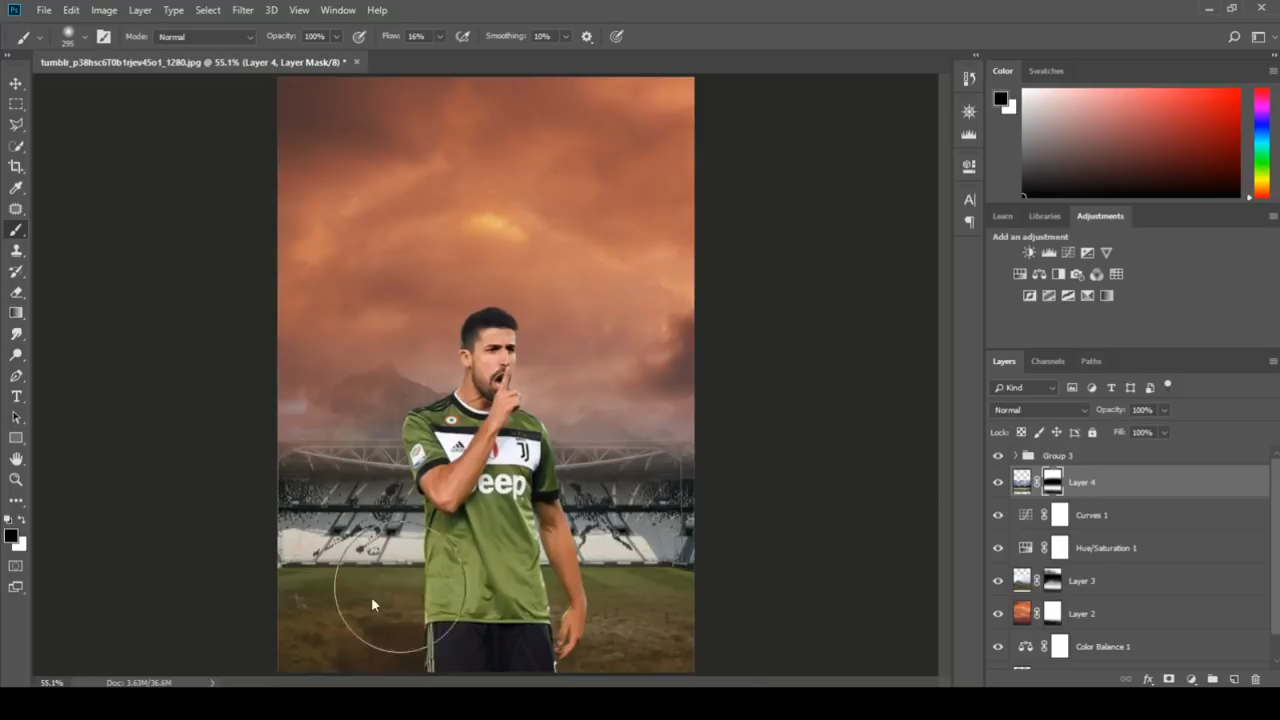 Ps File Edit Image Layer Type Select Filter 3D View Window Help
295 Mode: Normal Opacity: 100% Flow: 16% Smoothing: 10%
tumblr_p38hsc6T0b1rjev45o1_1280.jpg @ 55.1% (Layer 4, Layer Mask/8) *
Color Swatches
Learn Libraries Adjustments
Add an adjustment
Layers Channels Paths
Kind
Normal Opacity: 100%
Lock: Fill: 100%
Group 3
Layer 4
Curves 1
Hue/Saturation 1
Layer 3
Layer 2
Color Balance 1
Jeep
55.1% Doc: 3.63M/36.6M